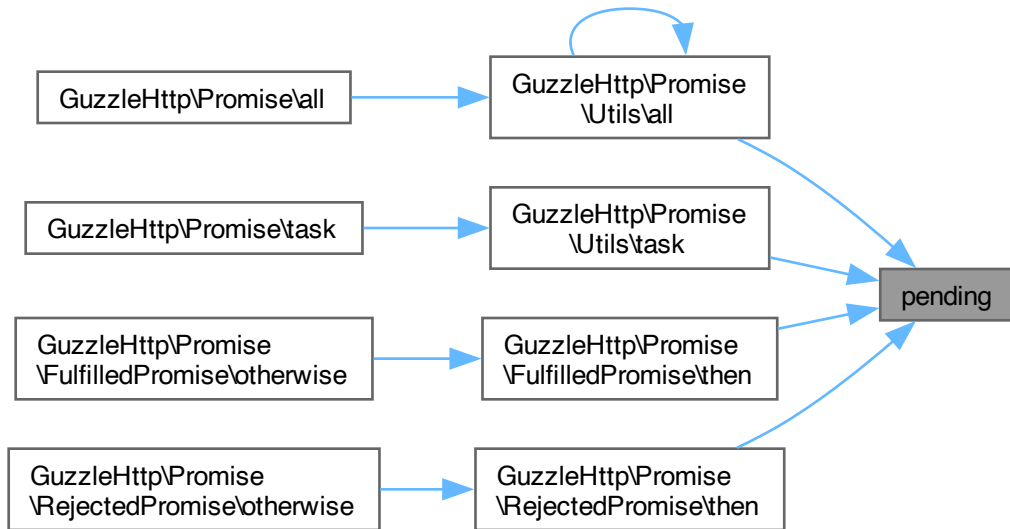 GuzzleHttp\Promise\all
GuzzleHttp\Promise
\Utils\all
GuzzleHttp\Promise\task
GuzzleHttp\Promise
\Utils\task
pending
GuzzleHttp\Promise
\FulfilledPromise\otherwise
GuzzleHttp\Promise
\FulfilledPromise\then
GuzzleHttp\Promise
\RejectedPromise\otherwise
GuzzleHttp\Promise
\RejectedPromise\then